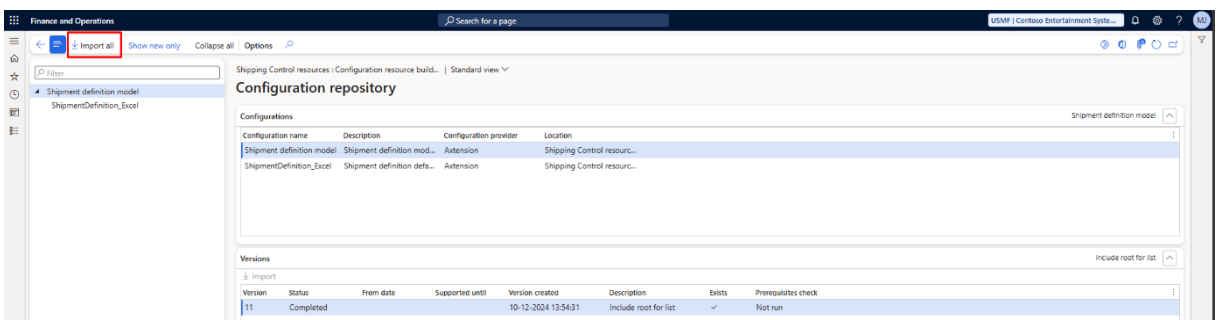 Finance and Operations
Search for a page
USMF | Contoso Entertainment Syste...
?
MJ
Import all
Show new only
Collapse all
Options
Filter
Shipment definition model
ShipmentDefinition_Excel
Shipping Control resources : Configuration resource build... | Standard view
Configuration repository
Configurations
Shipment definition model
Configuration name Description Configuration provider Location
Shipment definition model Shipment definition mod... Axtension Shipping Control resourc...
ShipmentDefinition_Excel Shipment definition defa... Axtension Shipping Control resourc...
Versions
Include root for list
Import
Version Status From date Supported until Version created Description Exists Prerequisites check
11 Completed 10-12-2024 13:54:31 Include root for list Not run